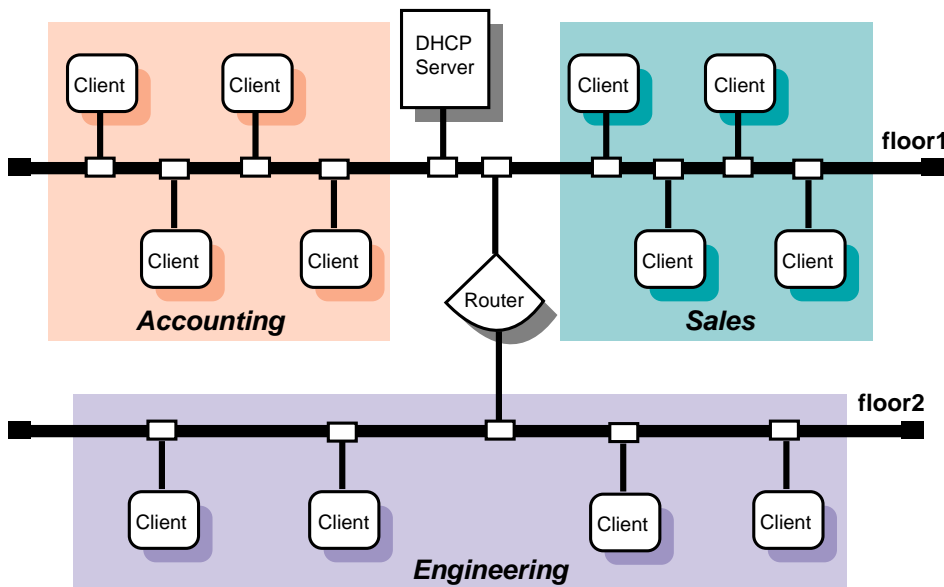 DHCP
Server
Client
Client
Client
Client
floor1
Client
Client
Client
Client
Router
Accounting
Sales
floor2
Client
Client
Client
Client
Engineering